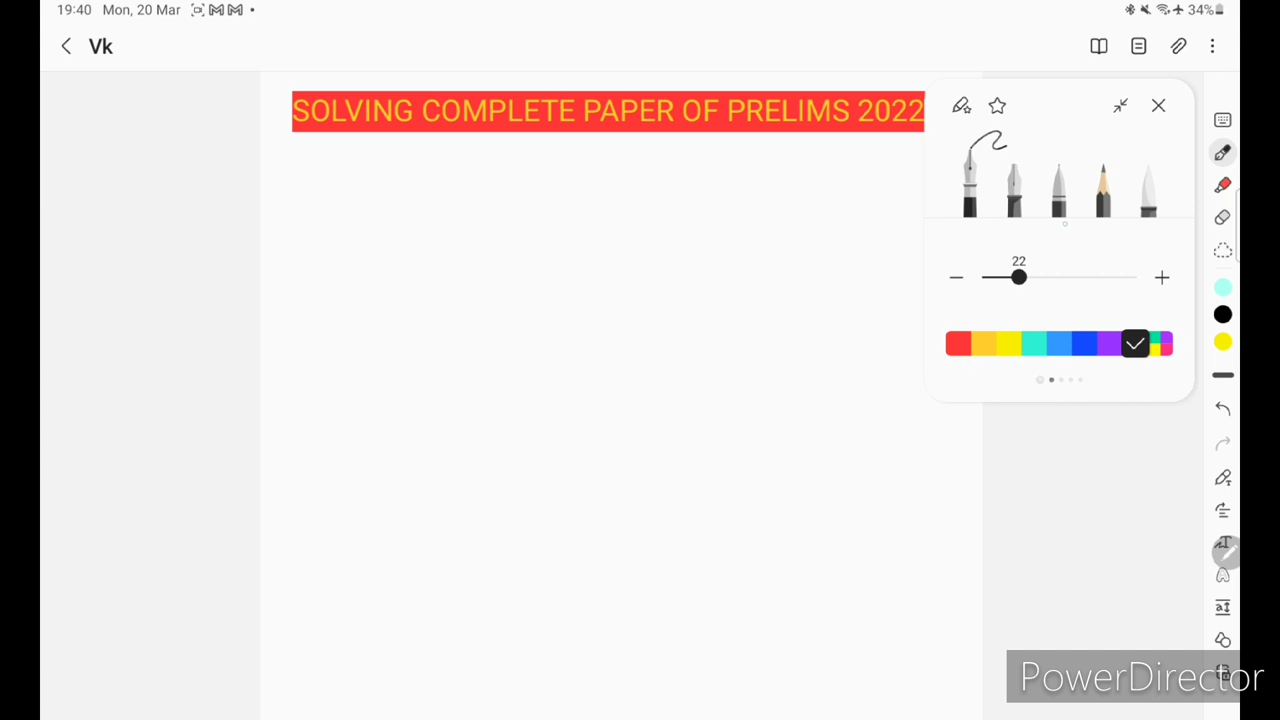 19:40 Mon, 20 Mar
34%
Vk
SOLVING COMPLETE PAPER OF PRELIMS 2022
22
PowerDirector